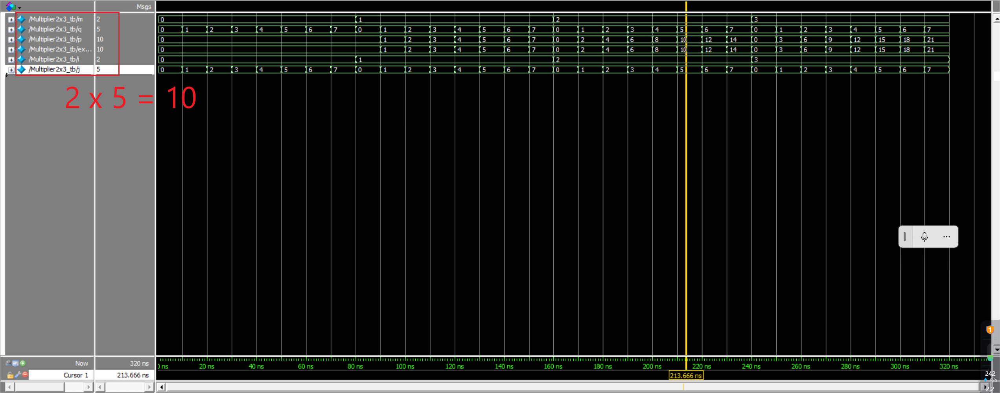 Msgs
/Multiplier2x3_tb/m 2 0 1 2 3
/Multiplier2x3_tb/q 5 0 1 2 3 4 5 6 7 0 1 2 3 4 5 6 7 0 1 2 3 4 5 6 7 0 1 2 3 4 5 6 7
/Multiplier2x3_tb/p 10 0 1 2 3 4 5 6 7 0 2 4 6 8 10 12 14 0 3 6 9 12 15 18 21
/Multiplier2x3_tb/ex... 10 0 1 2 3 4 5 6 7 0 2 4 6 8 10 12 14 0 3 6 9 12 15 18 21
/Multiplier2x3_tb/i 2 0 1 2 3
/Multiplier2x3_tb/j 5 0 1 2 3 4 5 6 7 0 1 2 3 4 5 6 7 0 1 2 3 4 5 6 7 0 1 2 3 4 5 6 7
2 x 5 = 10
1
Now 320 ns
0 ns 20 ns 40 ns 60 ns 80 ns 100 ns 120 ns 140 ns 160 ns 180 ns 200 ns 220 ns 240 ns 260 ns 280 ns 300 ns 320 ns
Cursor 1 213.666 ns 213.666 ns
242
K/s
2.2